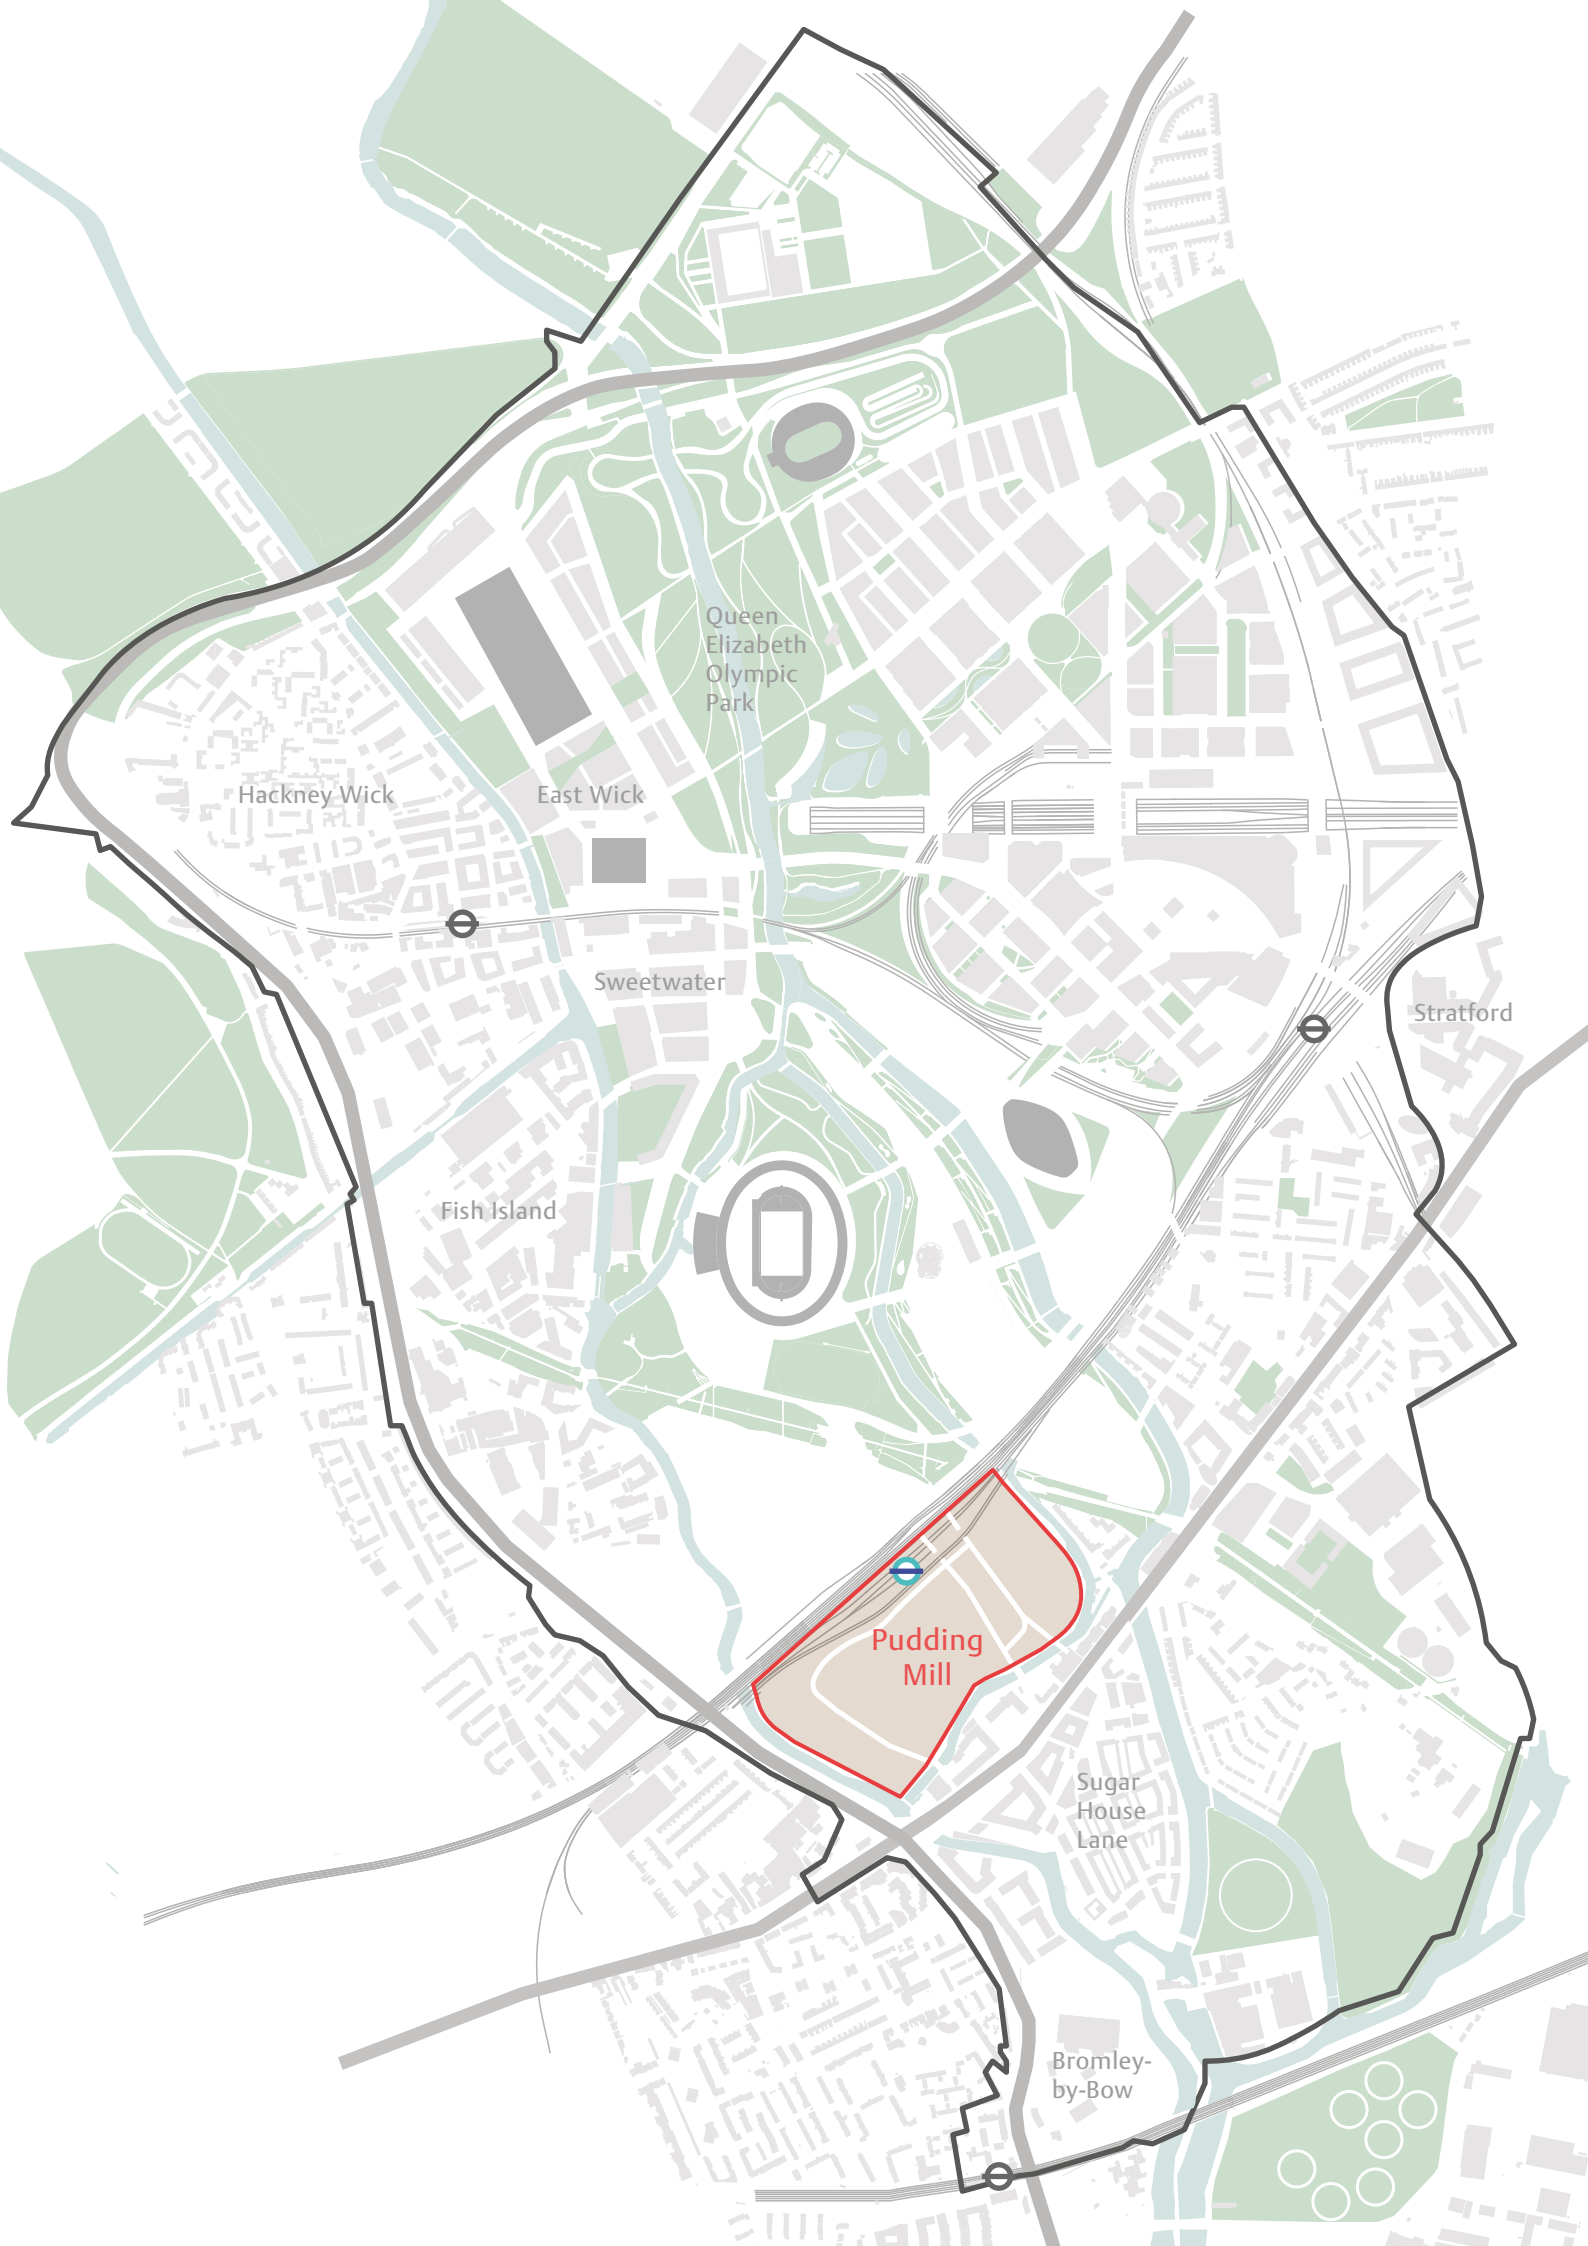 Queen
Elizabeth
Olympic
Park
Hackney Wick
East Wick
Sweetwater
Stratford
Fish Island
Pudding
Mill
Sugar
House
Lane
Bromley-
by-Bow